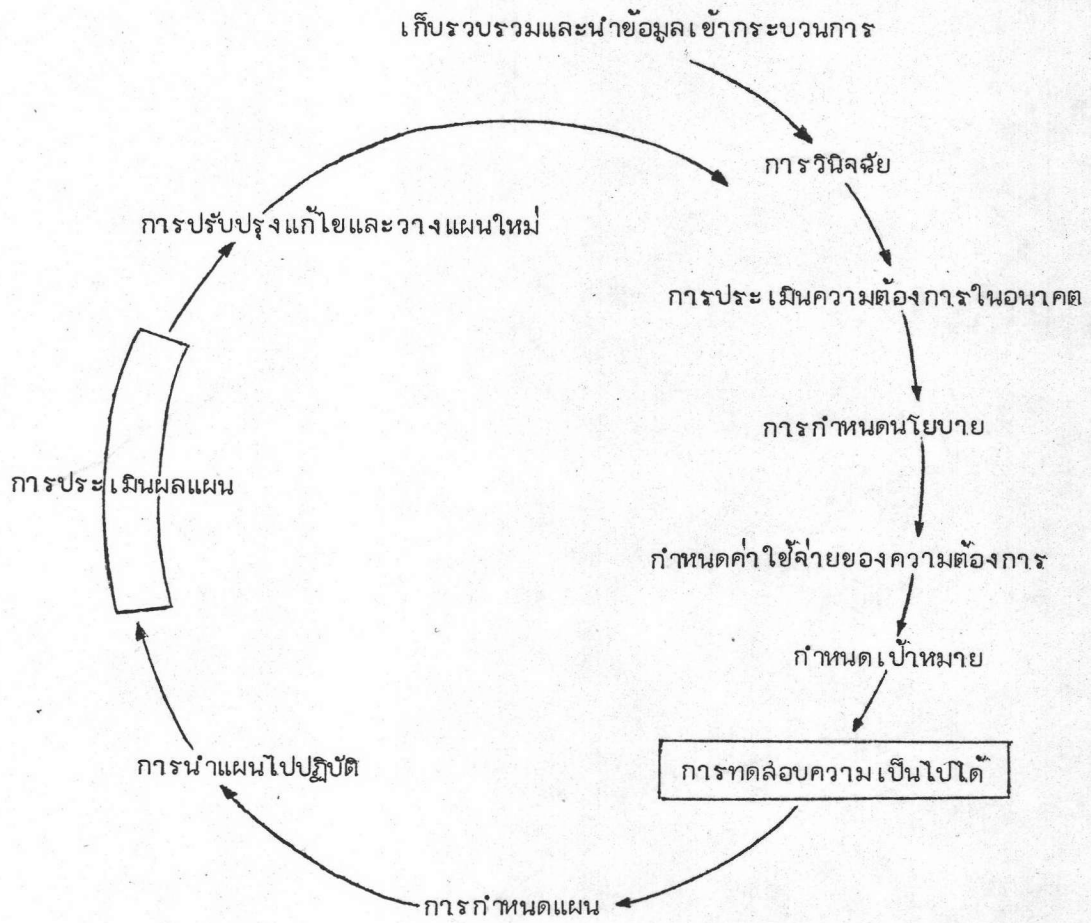 เก็บรวบรวมและนำข้อมูลเข้ากระบวนการ
การวินิจฉัย
การประเมินความต้องการในอนาคต
การกำหนดนโยบาย
กำหนดค่าใช้จ่ายของความต้องการ
กำหนดเป้าหมาย
การทดสอบความเป็นไปได้
การกำหนดแผน
การนำแผนไปปฏิบัติ
การประเมินผลแผน
การปรับปรุงแก้ไขและวางแผนใหม่